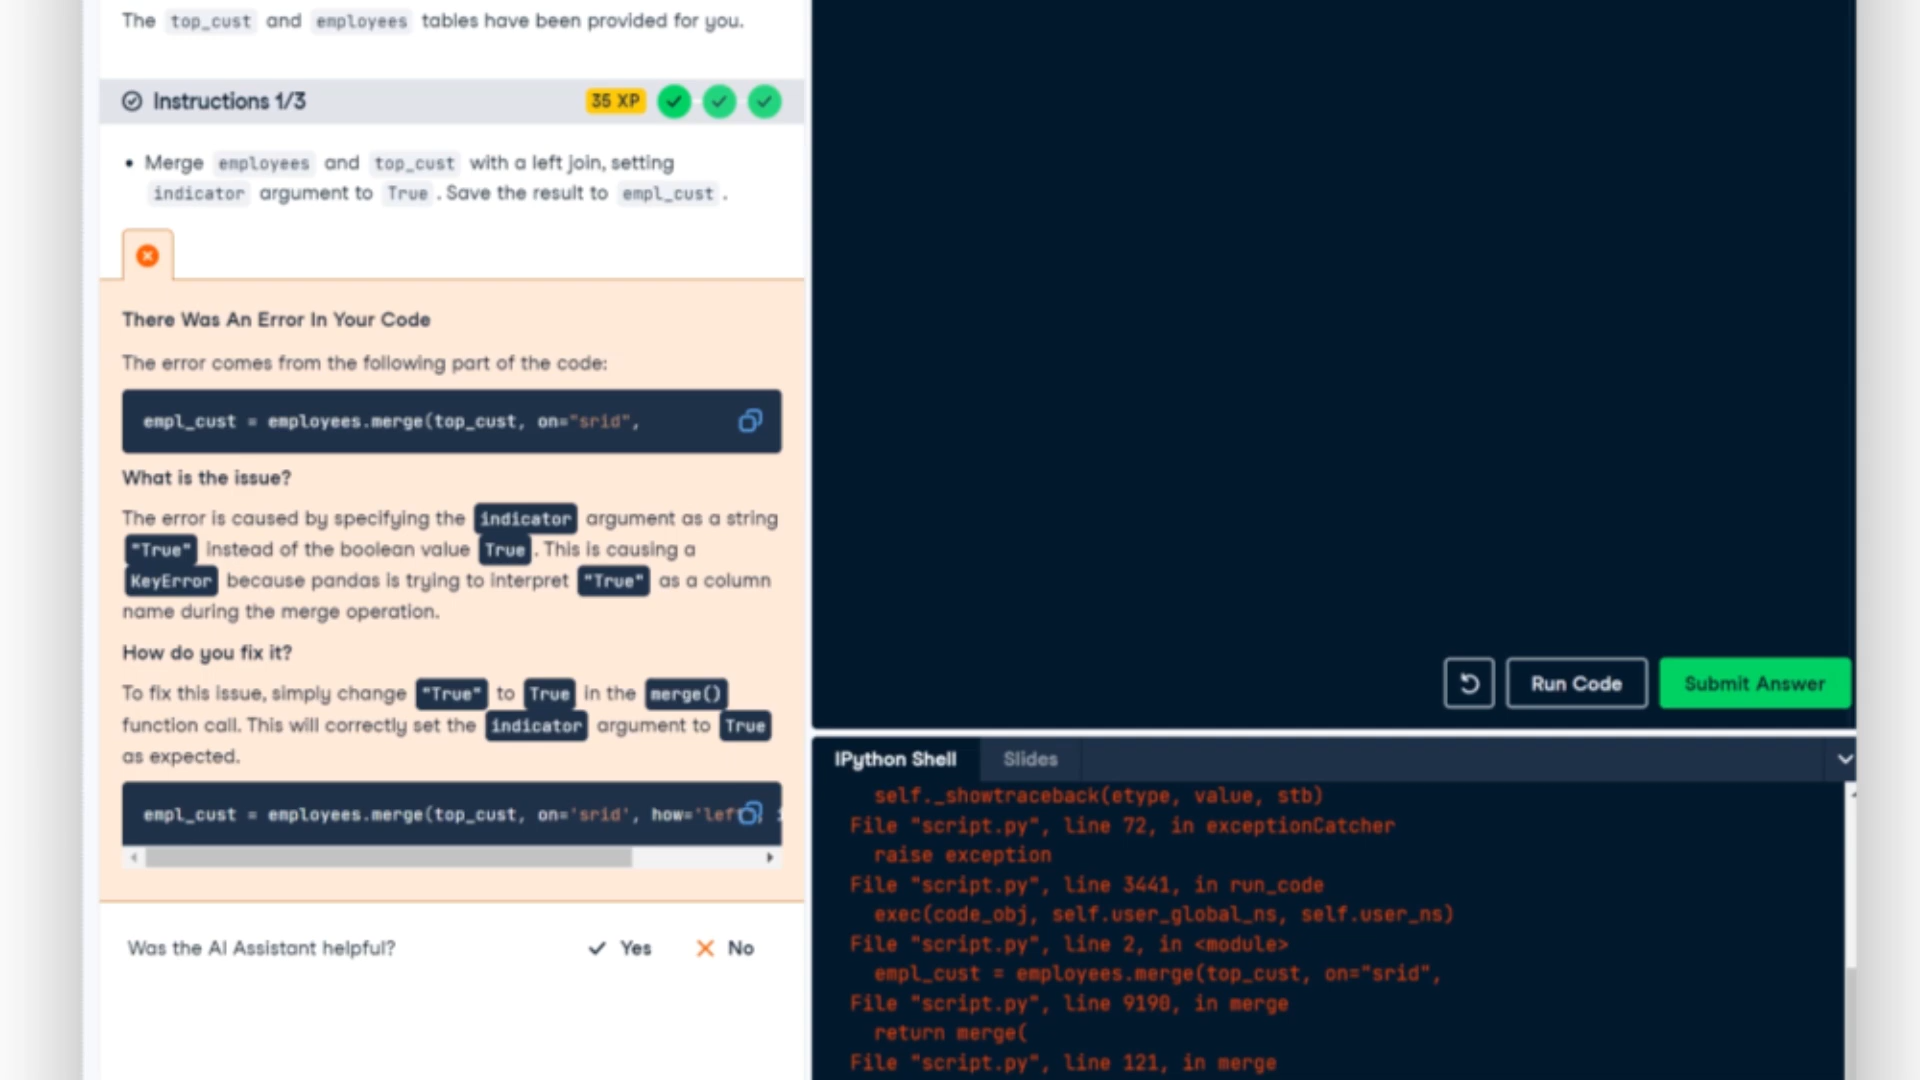 The top_cust and employees tables have been provided for you.
Instructions 1/3
35 XP
• Merge employees and top_cust with a left join, setting
indicator argument to True . Save the result to empl_cust .
There Was An Error In Your Code
The error comes from the following part of the code:
empl_cust = employees.merge(top_cust, on="srid",
What is the issue?
The error is caused by specifying the indicator argument as a string
"True" instead of the boolean value True . This is causing a
KeyError because pandas is trying to interpret "True" as a column
name during the merge operation.
How do you fix it?
To fix this issue, simply change "True" to True in the merge()
function call. This will correctly set the indicator argument to True
as expected.
empl_cust = employees.merge(top_cust, on='srid', how='left
Was the AI Assistant helpful?
Yes
No
Run Code
Submit Answer
IPython Shell
Slides
self._showtraceback(etype, value, stb)
File "script.py", line 72, in exceptionCatcher
raise exception
File "script.py", line 3441, in run_code
exec(code_obj, self.user_global_ns, self.user_ns)
File "script.py", line 2, in <module>
empl_cust = employees.merge(top_cust, on="srid",
File "script.py", line 9190, in merge
return merge(
File "script.py", line 121, in merge